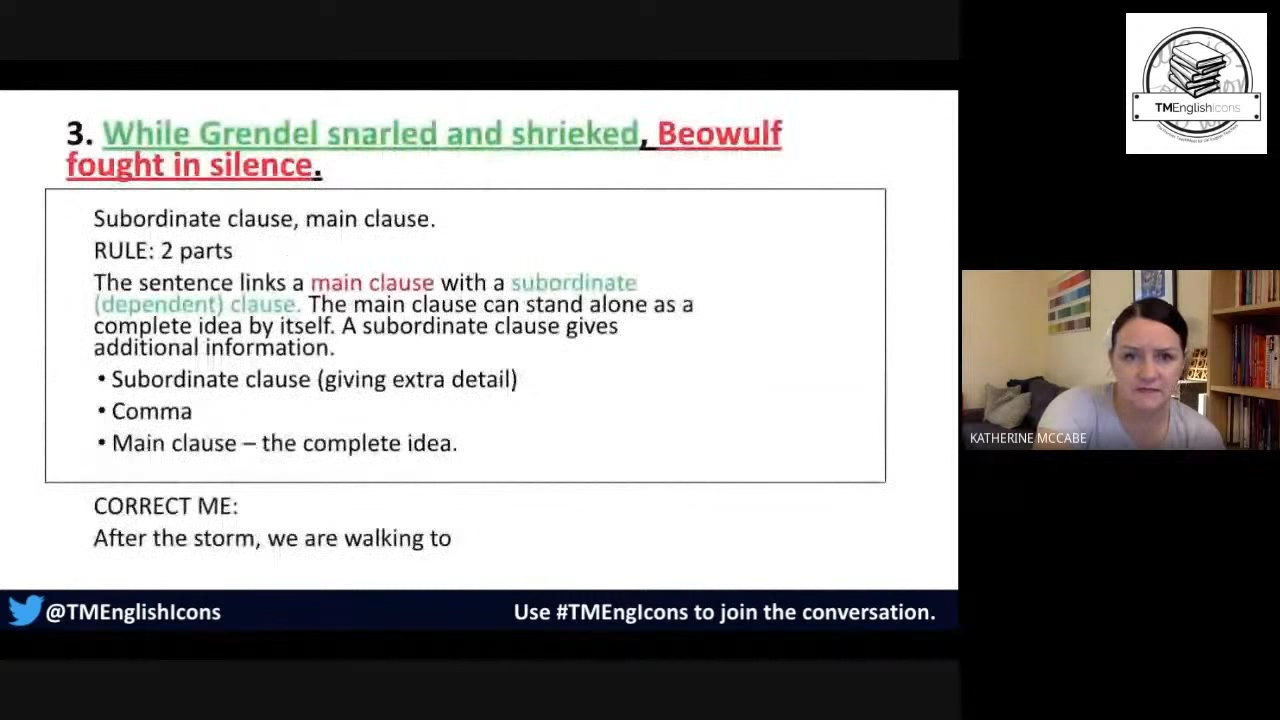 3. While Grendel snarled and shrieked, Beowulf
fought in silence.
Subordinate clause, main clause.
RULE: 2 parts
The sentence links a main clause with a subordinate
(dependent) clause. The main clause can stand alone as a
complete idea by itself. A subordinate clause gives
additional information.
• Subordinate clause (giving extra detail)
• Comma
• Main clause – the complete idea.
CORRECT ME:
After the storm, we are walking to
@TMEnglishIcons
Use #TMEngIcons to join the conversation.
TMEnglishIcons
KATHERINE MCCABE